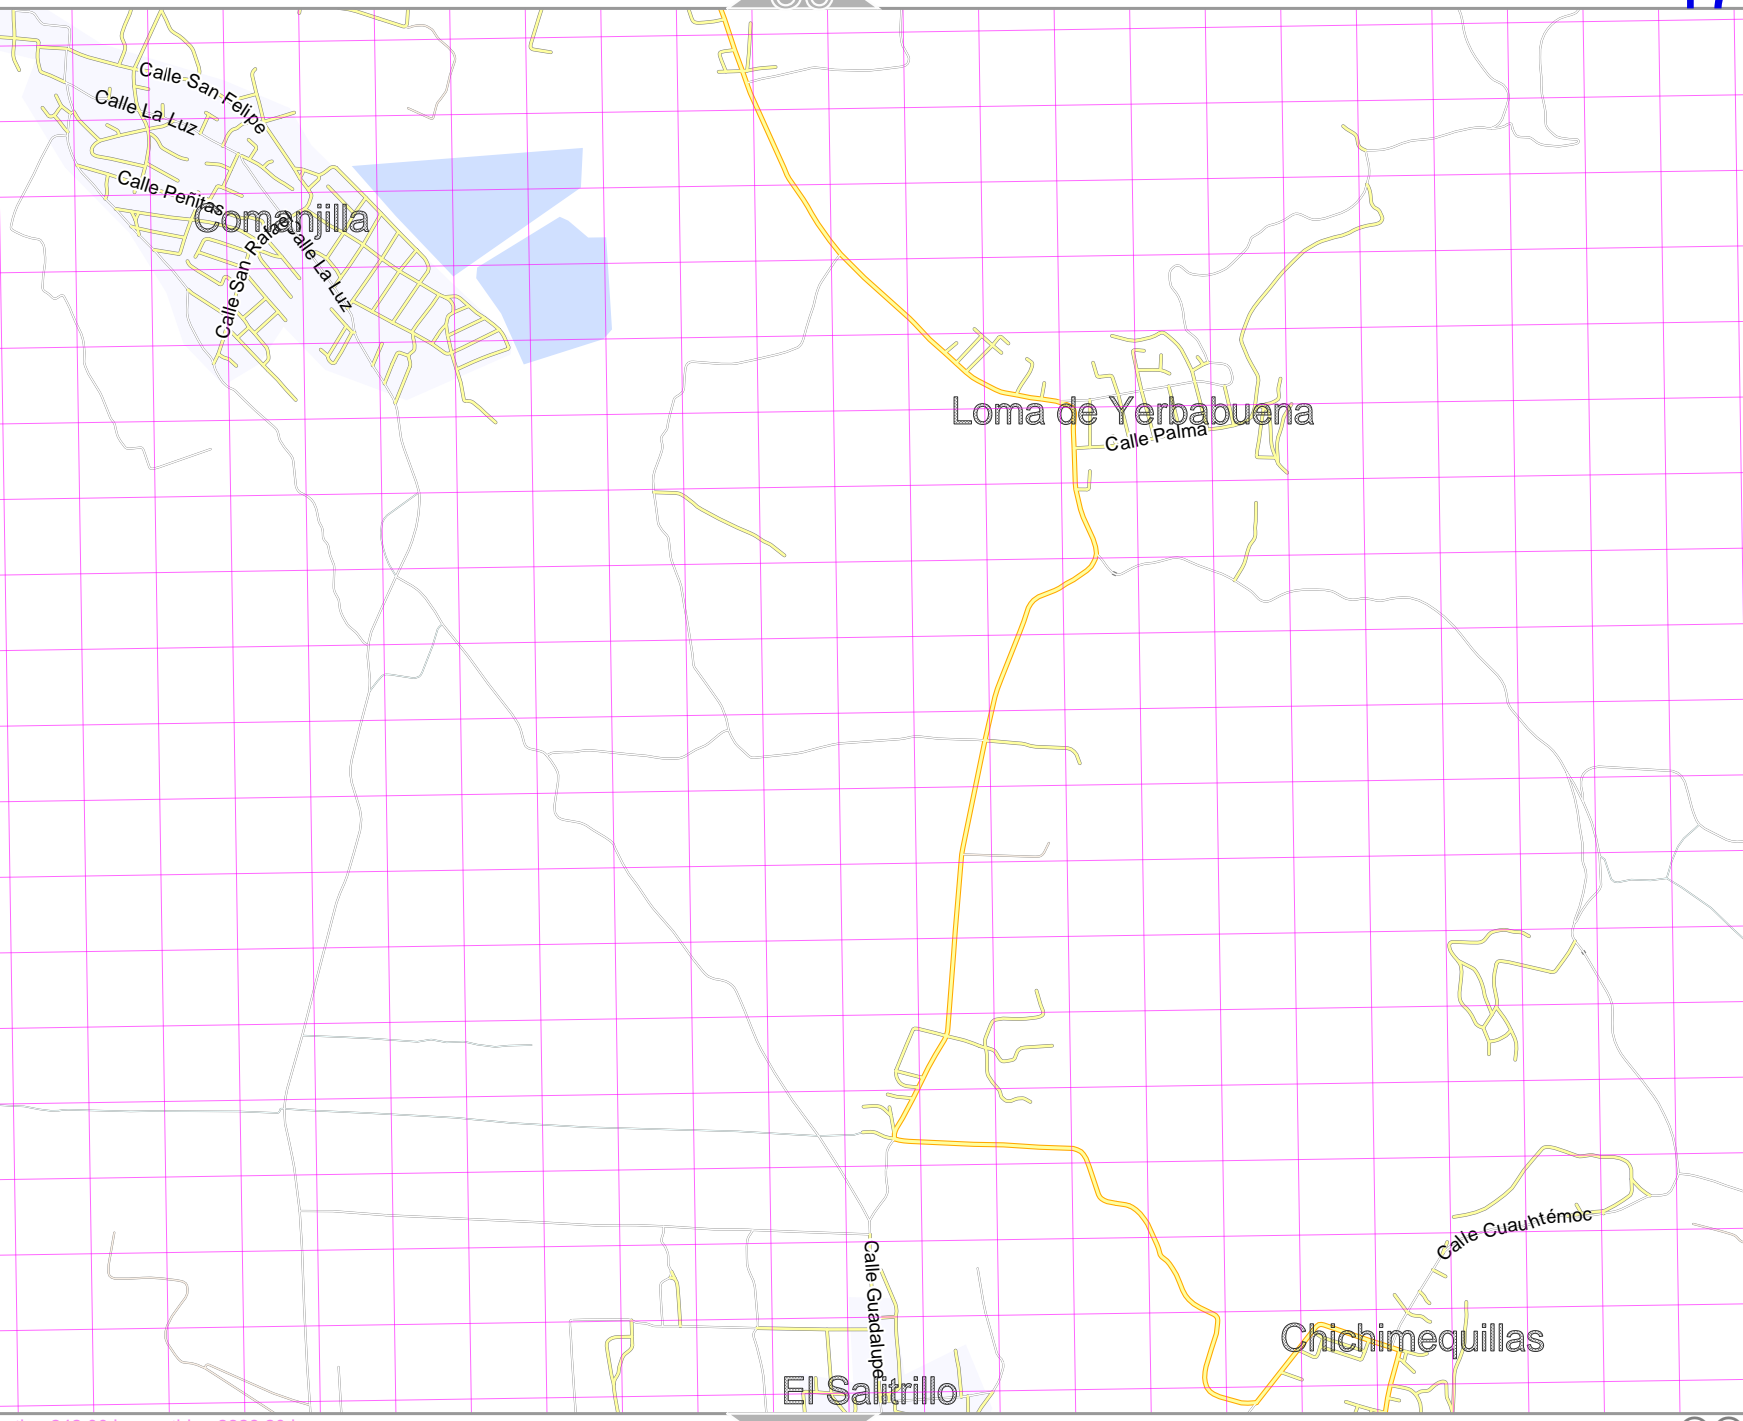 Calle San Felipe
Calle La Luz
Calle Peñitas
Comanjilla
Calle San Rafael
Calle La Luz
Loma de Yerbabuena
Calle Palma
Calle Cuauhtémoc
Calle Guadalupe
Chichimequillas
El Salitrillo